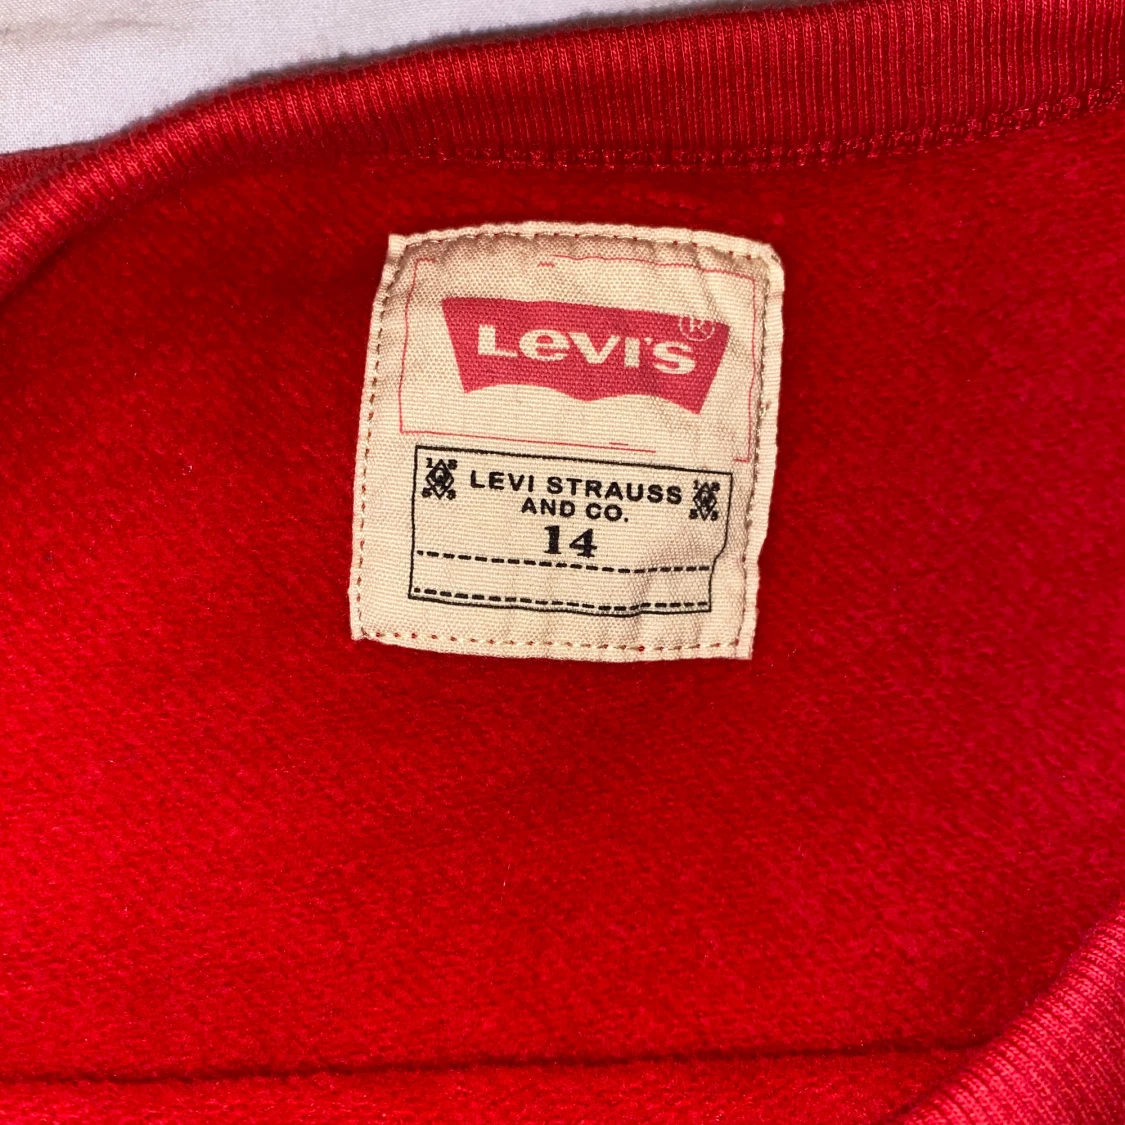 Levi's®
LEVI STRAUSS
AND CO.
14